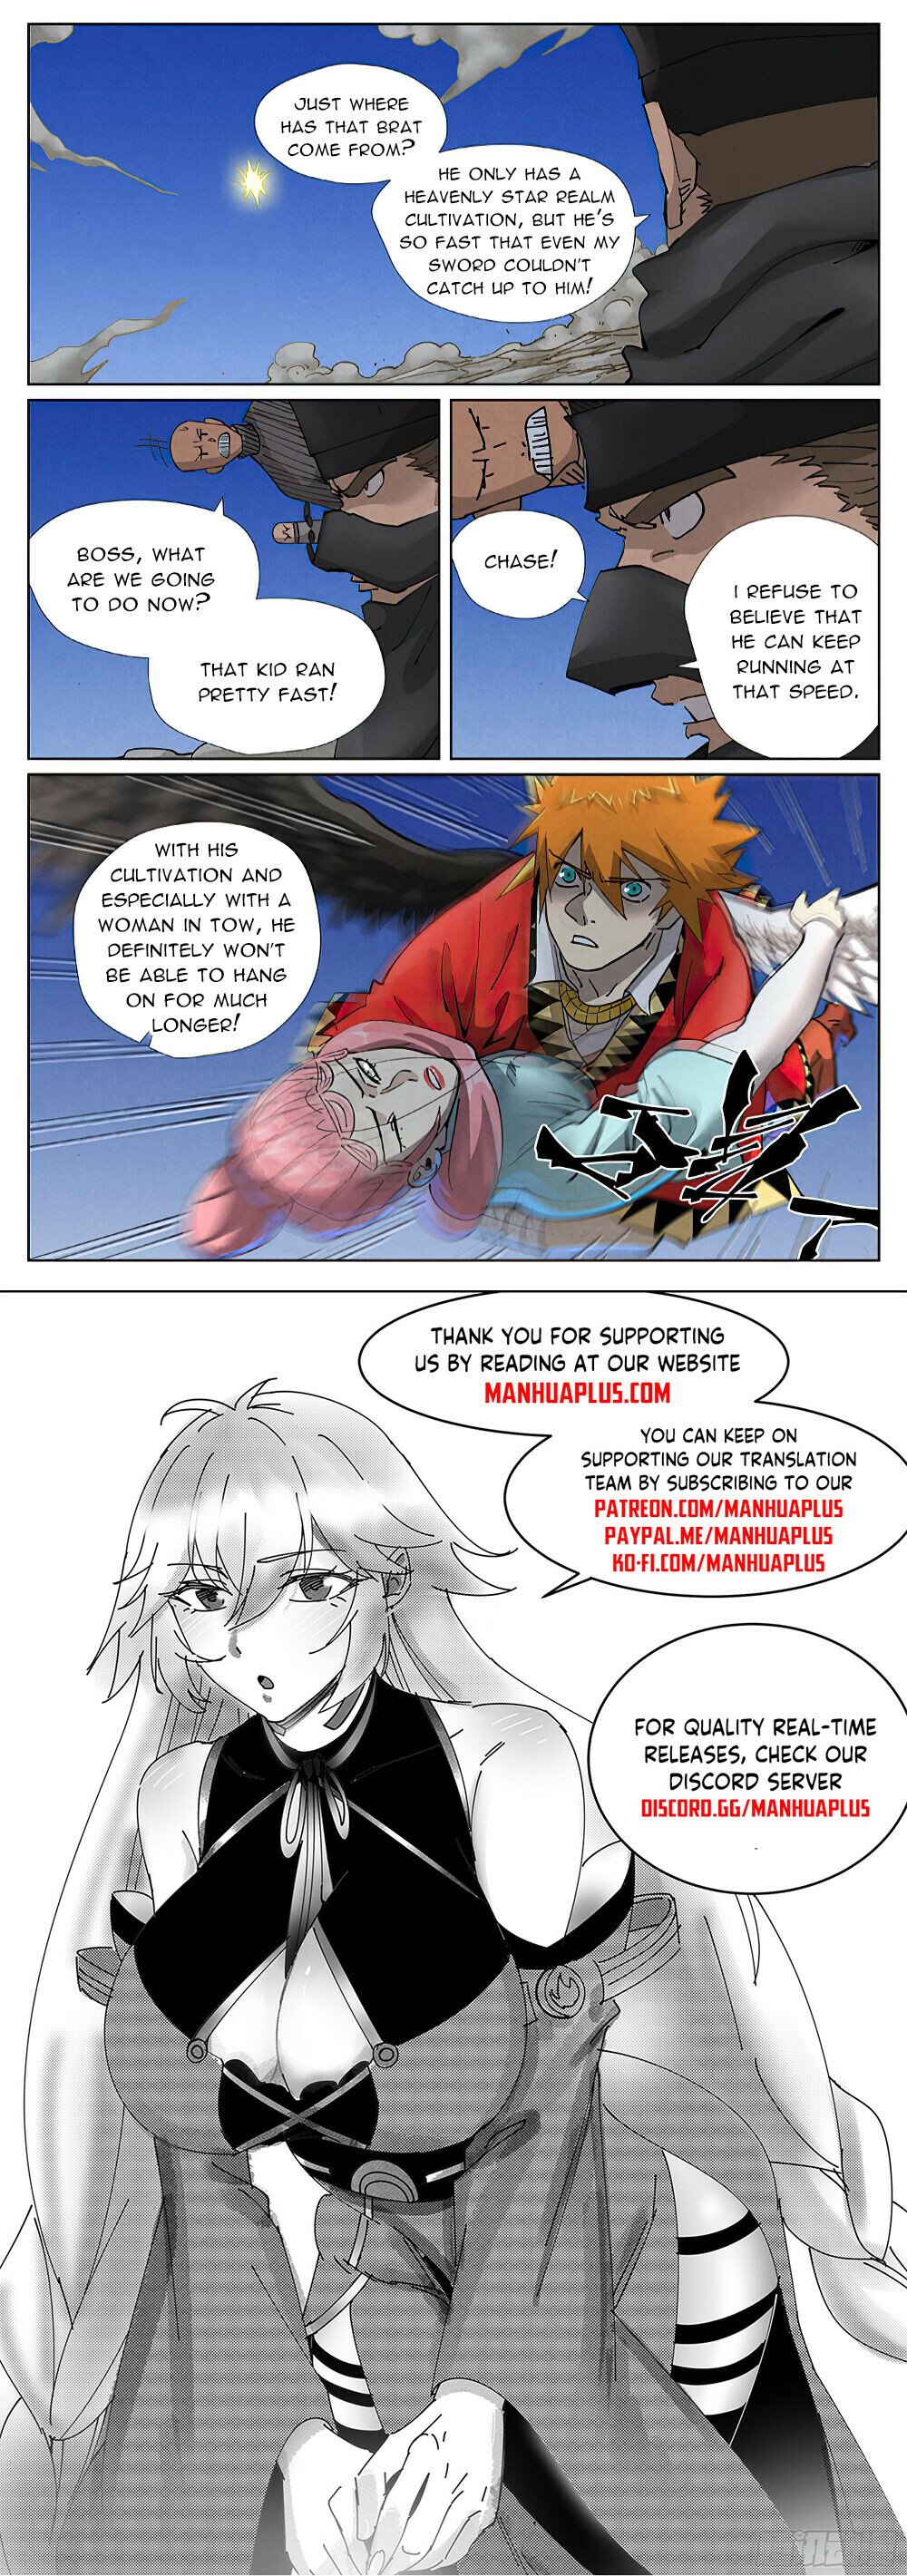 JUST WHERE
HAS THAT BRAT
COME FROM?
HE ONLY HAS A
HEAVENLY STAR REALM
CULTIVATION, BUT HE'S
SO FAST THAT EVEN MY
SWORD COULDN'T
CATCH UP TO HIM!
BOSS, WHAT
ARE WE GOING
TO DO NOW?
THAT KID RAN
PRETTY FAST!
CHASE!
I REFUSE TO
BELIEVE THAT
HE CAN KEEP
RUNNING AT
THAT SPEED.
WITH HIS
CULTIVATION AND
ESPECIALLY WITH A
WOMAN IN TOW, HE
DEFINITELY WON'T
BE ABLE TO HANG
ON FOR MUCH
LONGER!
THANK YOU FOR SUPPORTING
US BY READING AT OUR WEBSITE
MANHUAPLUS.COM
YOU CAN KEEP ON
SUPPORTING OUR TRANSLATION
TEAM BY SUBSCRIBING TO OUR
PATREON.COM/MANHUAPLUS
PAYPAL.ME/MANHUAPLUS
KO-FI.COM/MANHUAPLUS
FOR QUALITY REAL-TIME
RELEASES, CHECK OUR
DISCORD SERVER
DISCORD.GG/MANHUAPLUS